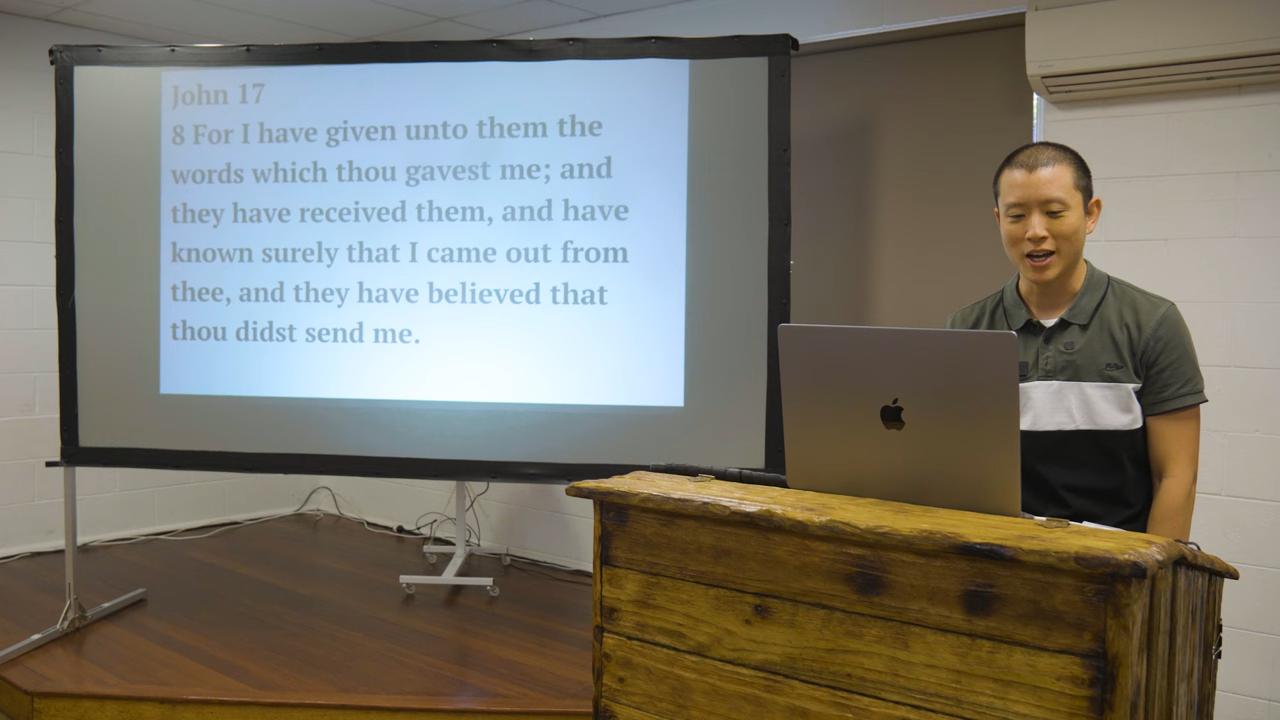 John 17
8 For I have given unto them the
words which thou gavest me; and
they have received them, and have
known surely that I came out from
thee, and they have believed that
thou didst send me.